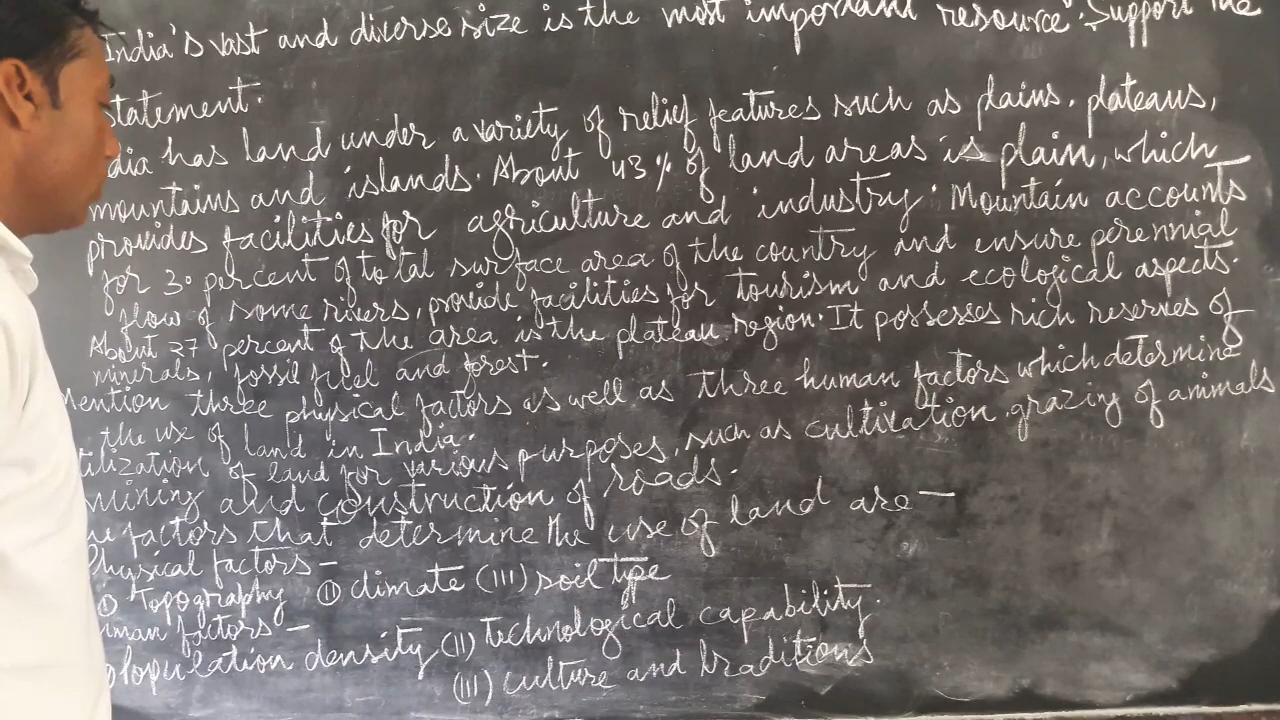 India's vast and diverse size is the most important resource". Support the
statement.
dia has land under a variety of relief features such as plains, plateaus,
mountains and islands. About 43% of land areas is plain, which
provides facilities for agriculture and industry. Mountain accounts
for 30 percent of total surface area of the country and ensure perennial
flow of some rivers, provide facilities for tourism and ecological aspects.
About 27 percent of the area is the plateau region. It possesses rich reserves of
minerals, fossil fuel and forest.
ention three physical factors as well as three human factors which determine
the use of land in India.
tilization of land for various purposes, such as cultivation, grazing of animals
mining and construction of roads.
e factors that determine the use of land are—
Physical factors—
(I) Topography (II) climate (III) soil type
uman factors—
population density (II) Technological capability.
(III) culture and traditions